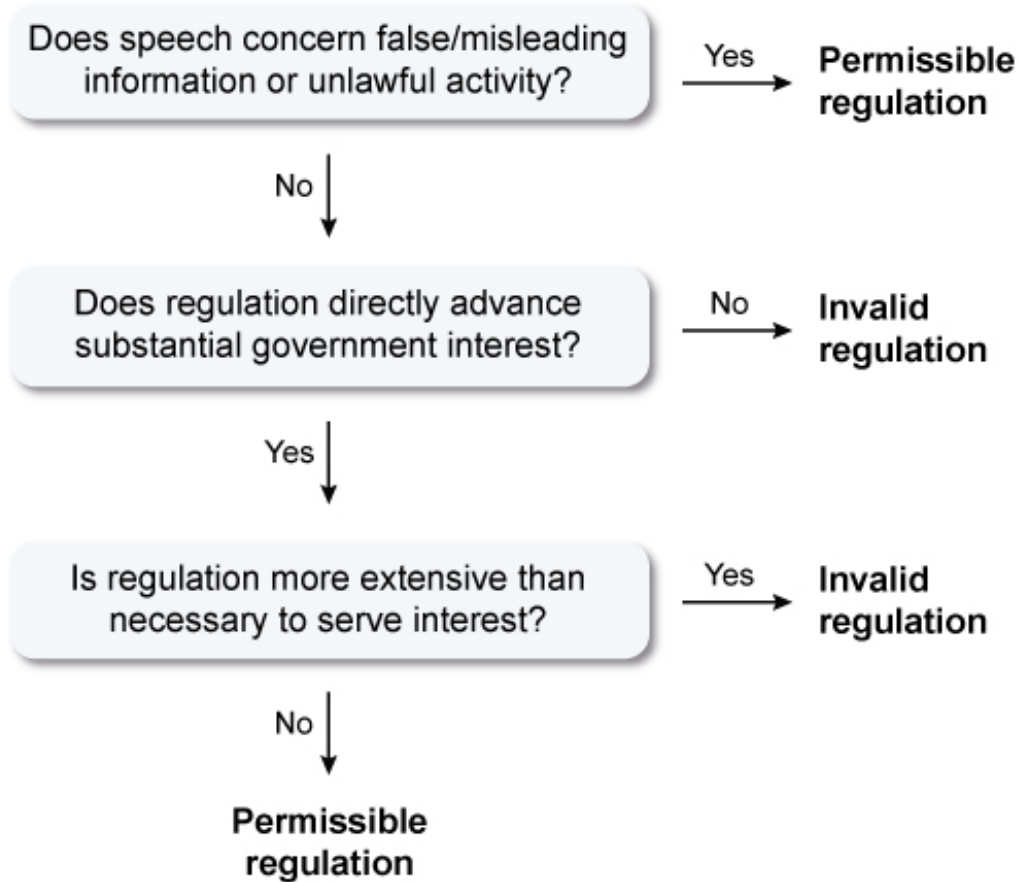 Does speech concern false/misleading
information or unlawful activity?
Yes
Permissible
regulation
No
Does regulation directly advance
substantial government interest?
No
Invalid
regulation
Yes
Is regulation more extensive than
necessary to serve interest?
Yes
Invalid
regulation
No
Permissible
regulation